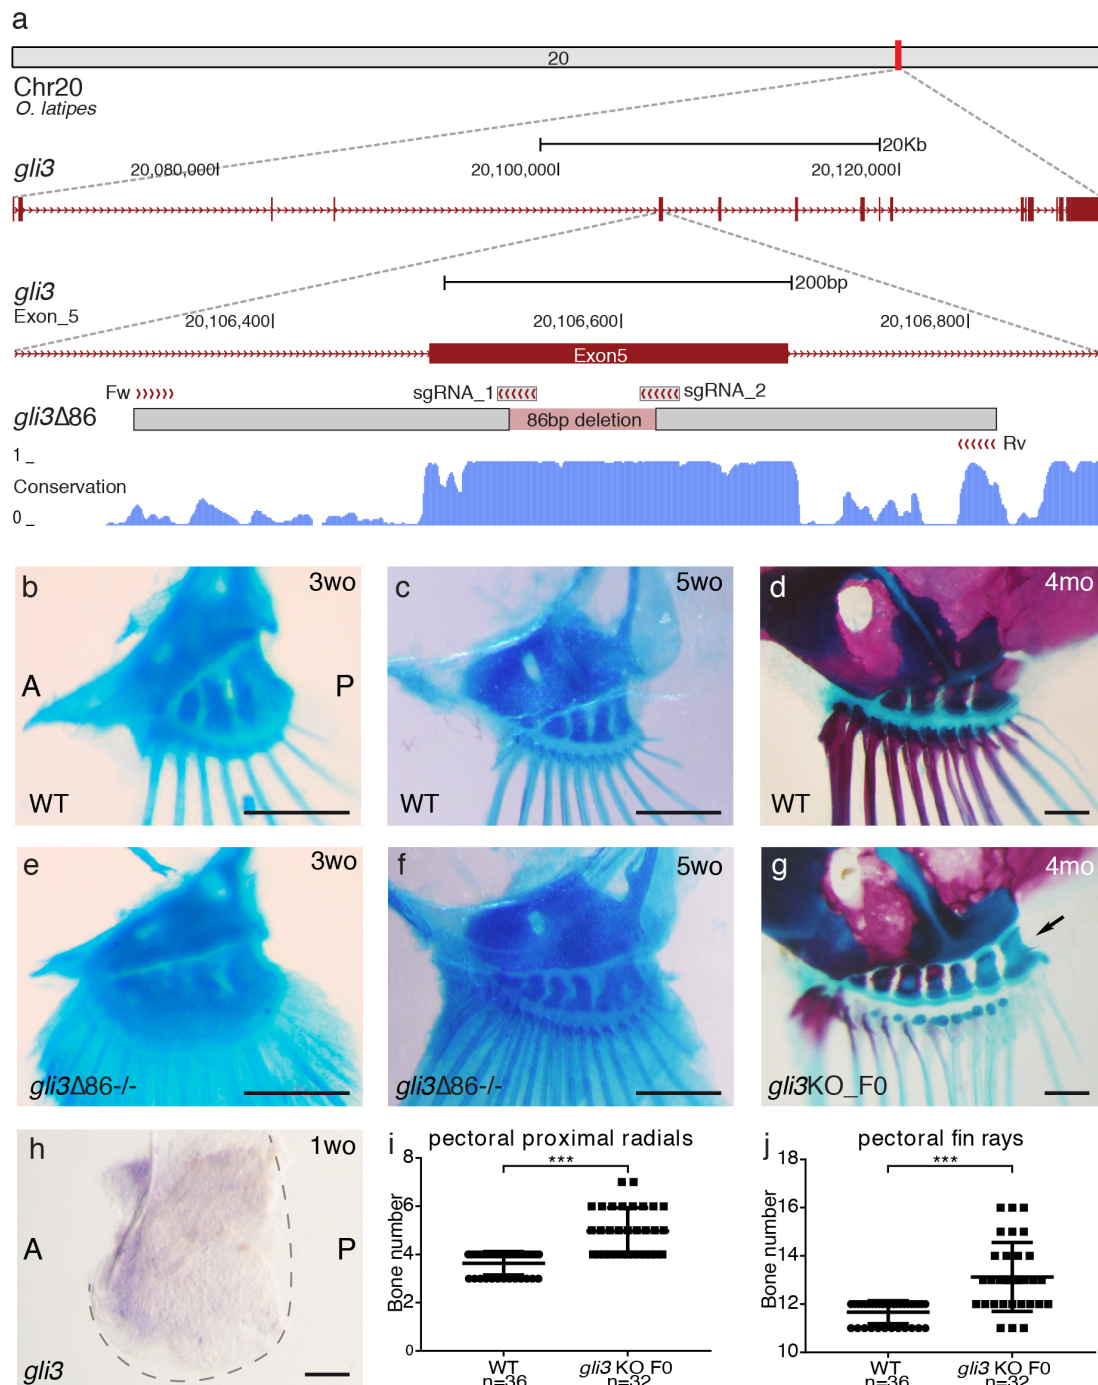 a
20
Chr20
O. latipes
20Kb
gli3
20,080,000
20,100,000
20,120,000
gli3
200bp
Exon_5
20,106,400
20,106,600
20,106,800
Exon5
Fw
sgRNA_1
sgRNA_2
gli3Δ86
86bp deletion
Rv
1
Conservation
0
b
3wo
A
P
WT
c
5wo
WT
d
4mo
WT
e
3wo
gli3Δ86-/-
f
5wo
gli3Δ86-/-
g
4mo
gli3KO_F0
h
1wo
A
P
gli3
i
pectoral proximal radials
***
Bone number
8
6
4
2
0
WT
n=36
gli3 KO F0
n=32
j
pectoral fin rays
***
Bone number
18
16
14
12
10
WT
n=36
gli3 KO F0
n=32